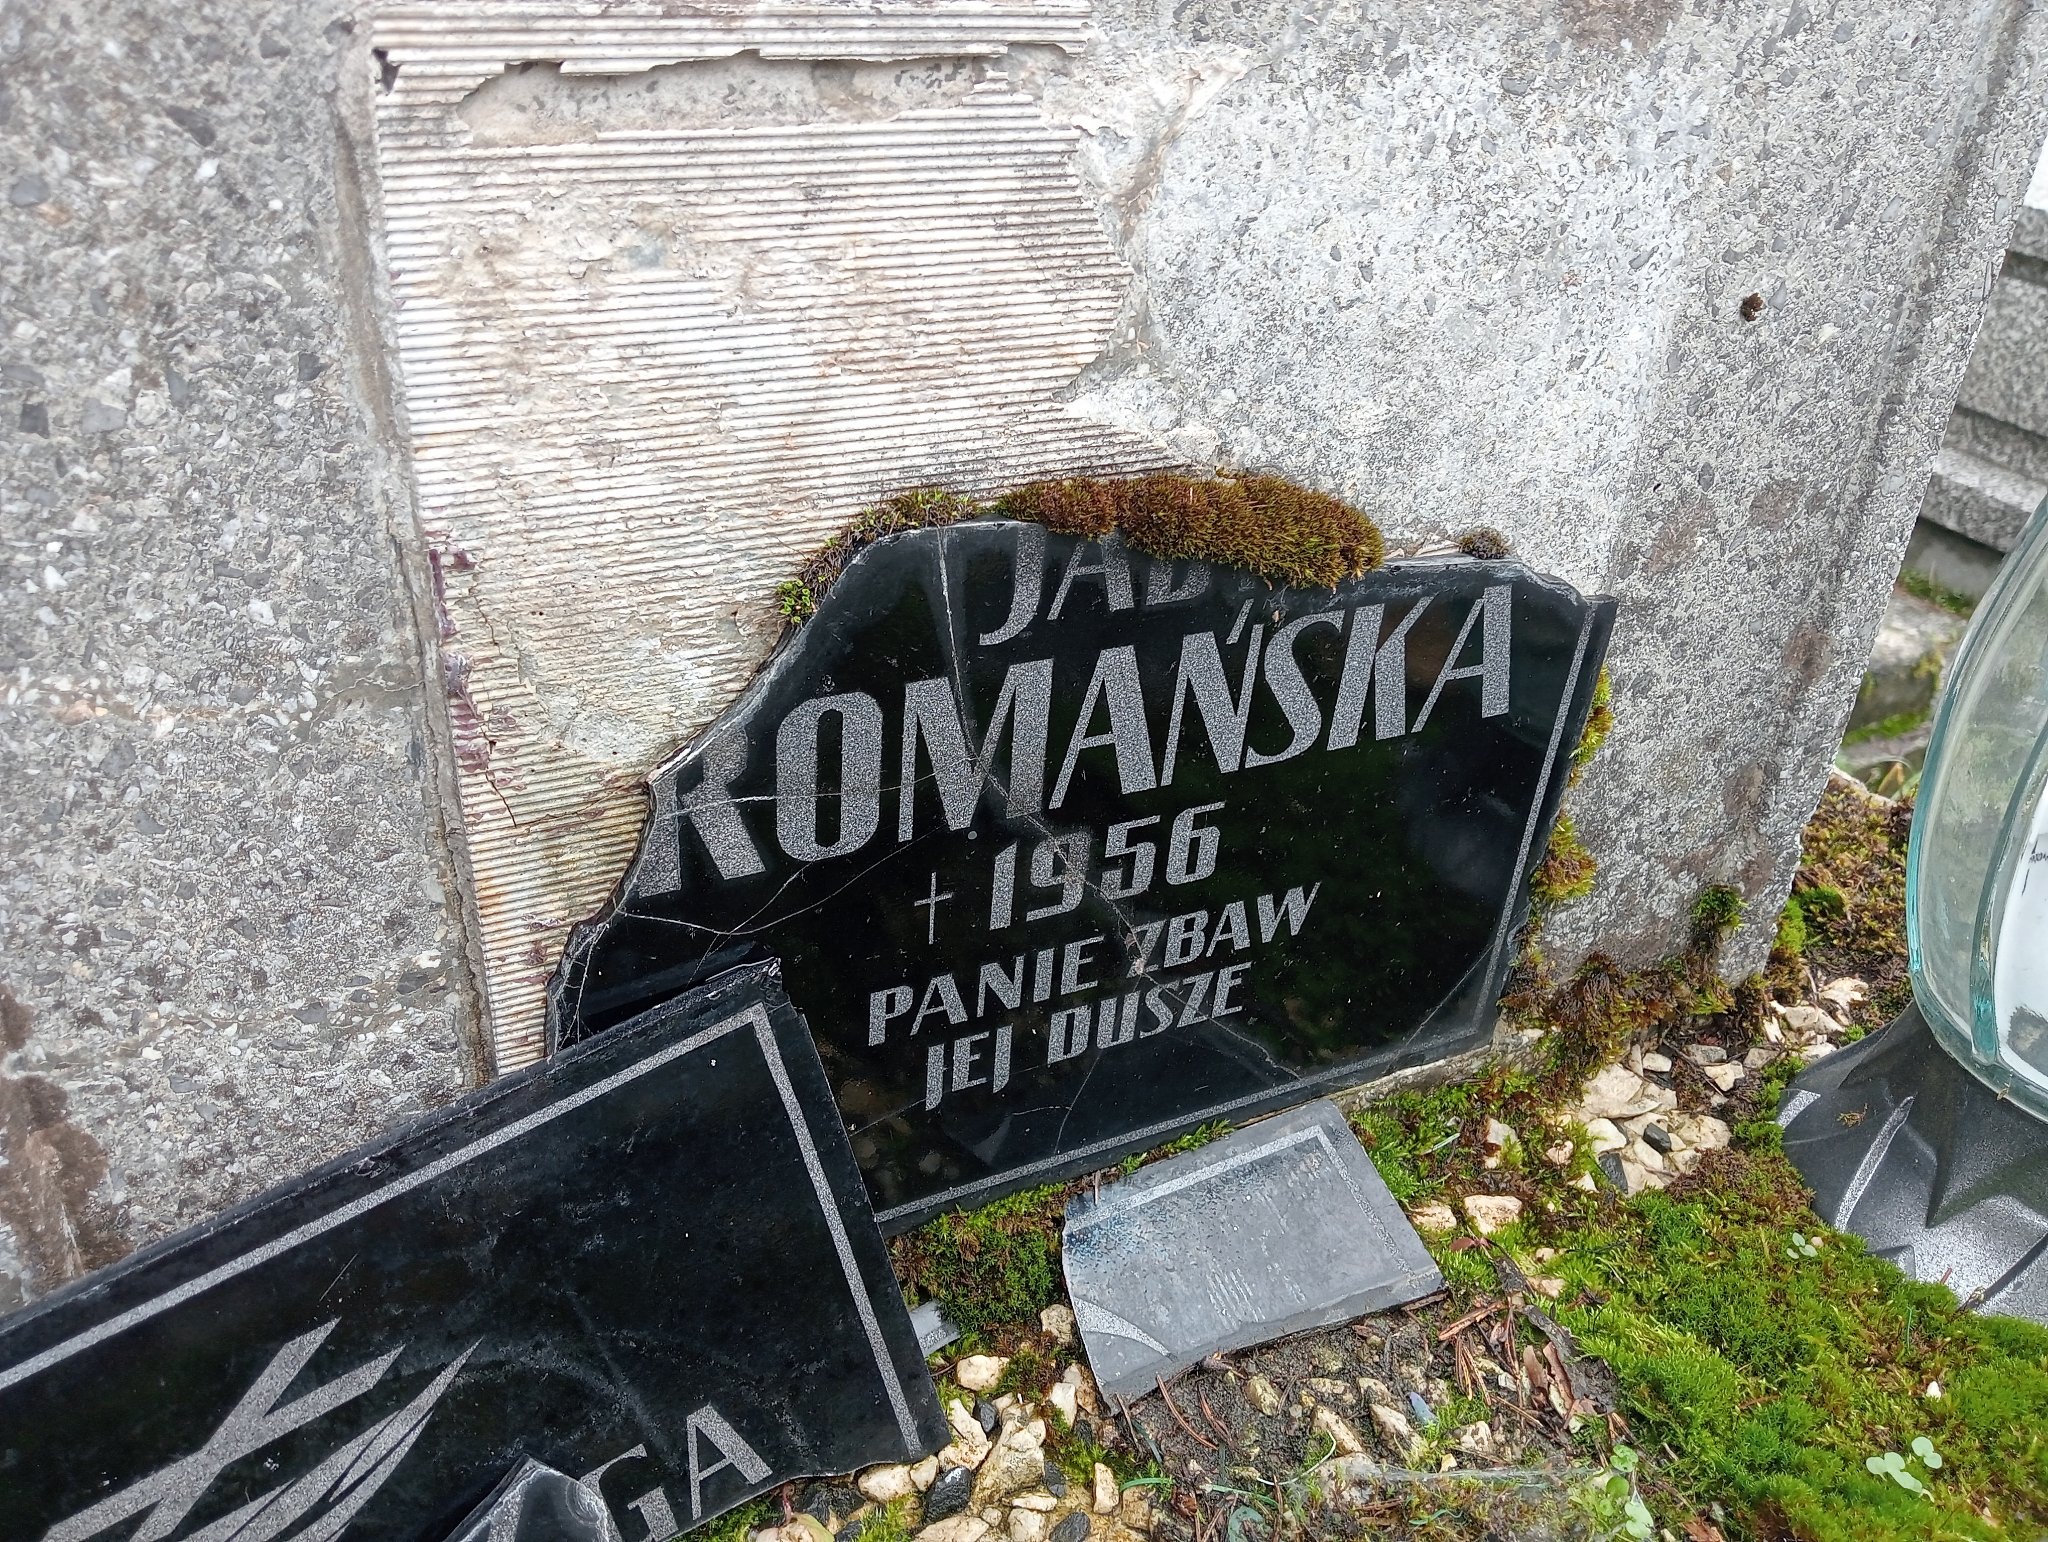 ROMAŃSKA
† 1956
PANIE ZBAW
JEJ DUSZE